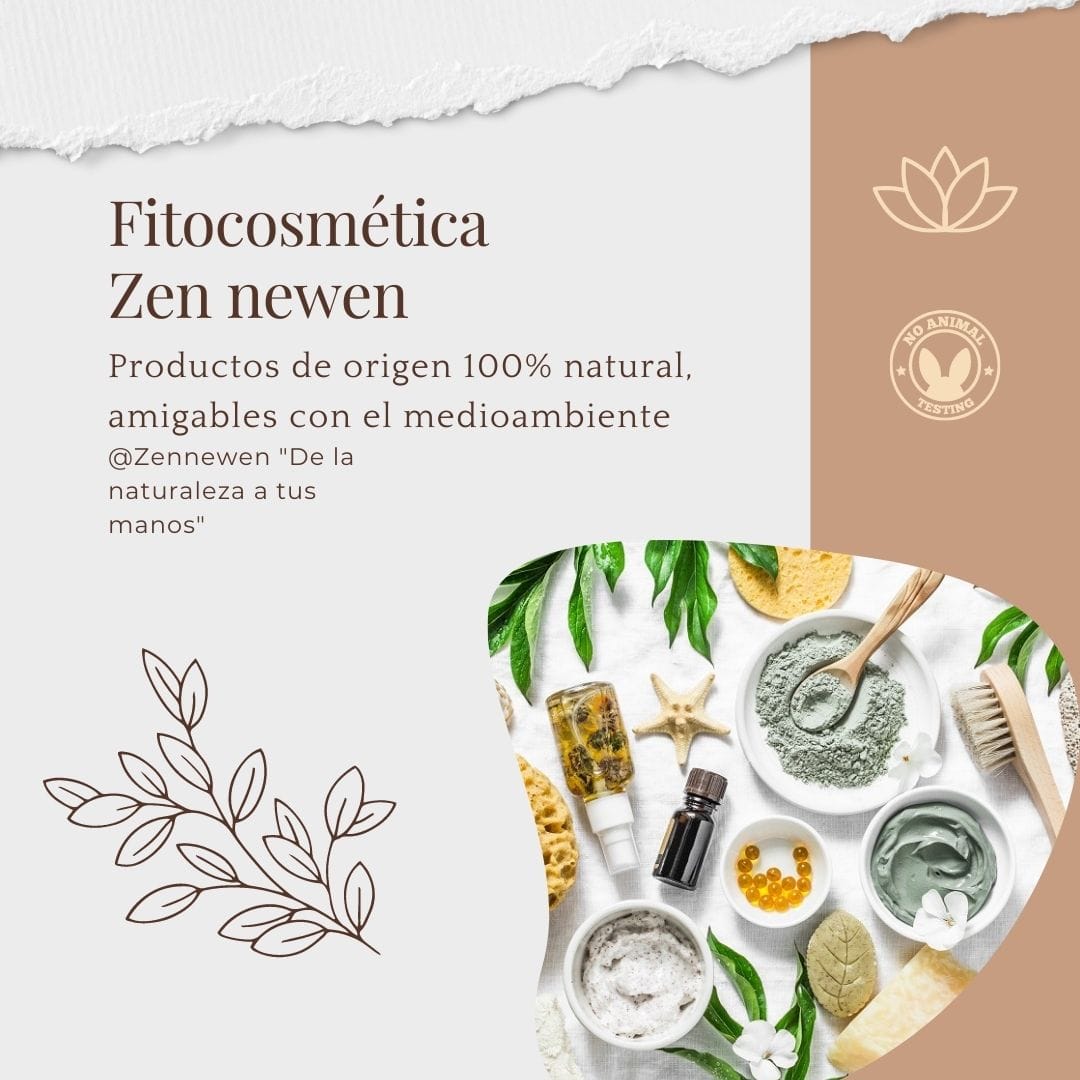 Fitocosmética
Zen newen
Productos de origen 100% natural,
amigables con el medioambiente
@Zennewen "De la
naturaleza a tus
manos"
NO ANIMAL
TESTING